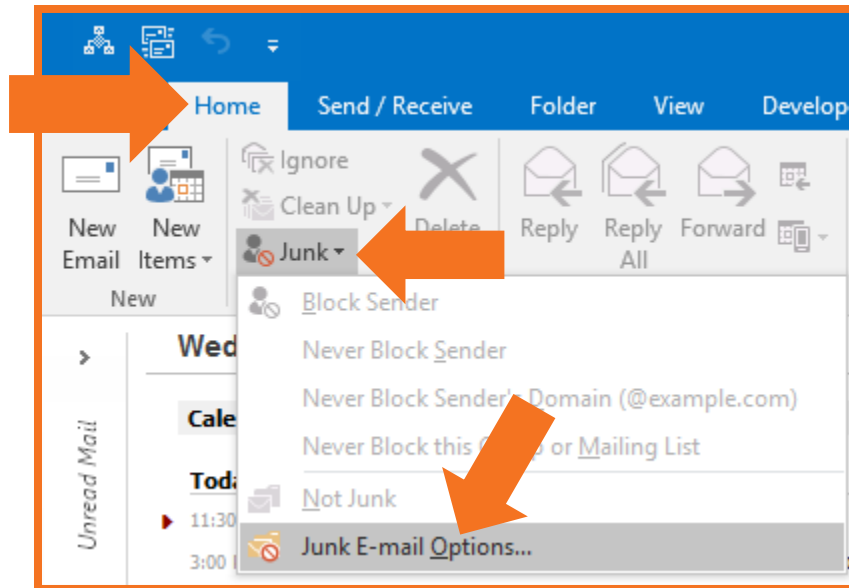 Home Send / Receive Folder View Develop
Ignore
Clean Up
Junk
Delete
New Email
New Items
Reply
Reply All
Forward
New
Block Sender
Never Block Sender
Never Block Sender's Domain (@example.com)
Never Block this or Mailing List
Not Junk
Junk E-mail Options...
Unread Mail
Wed
Cale
Toda
11:30
3:00